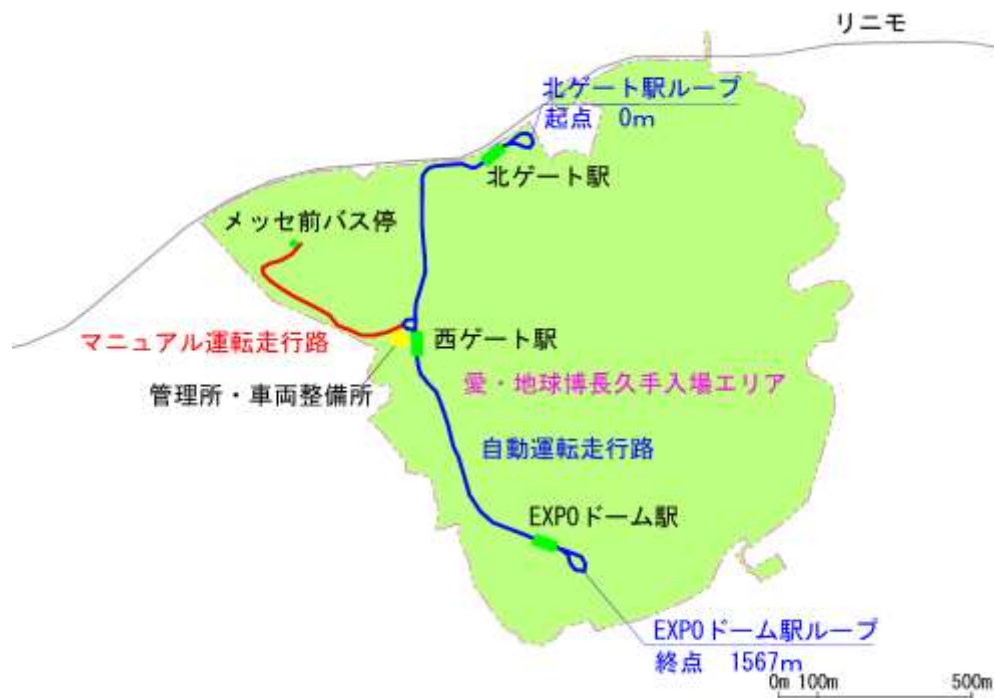 リニモ
北ゲート駅ループ
起点　0m
北ゲート駅
メッセ前バス停
マニュアル運転走行路
西ゲート駅
管理所・車両整備所
愛・地球博長久手入場エリア
自動運転走行路
EXPOドーム駅
EXPOドーム駅ループ
終点　1567m
0m 100m 500m